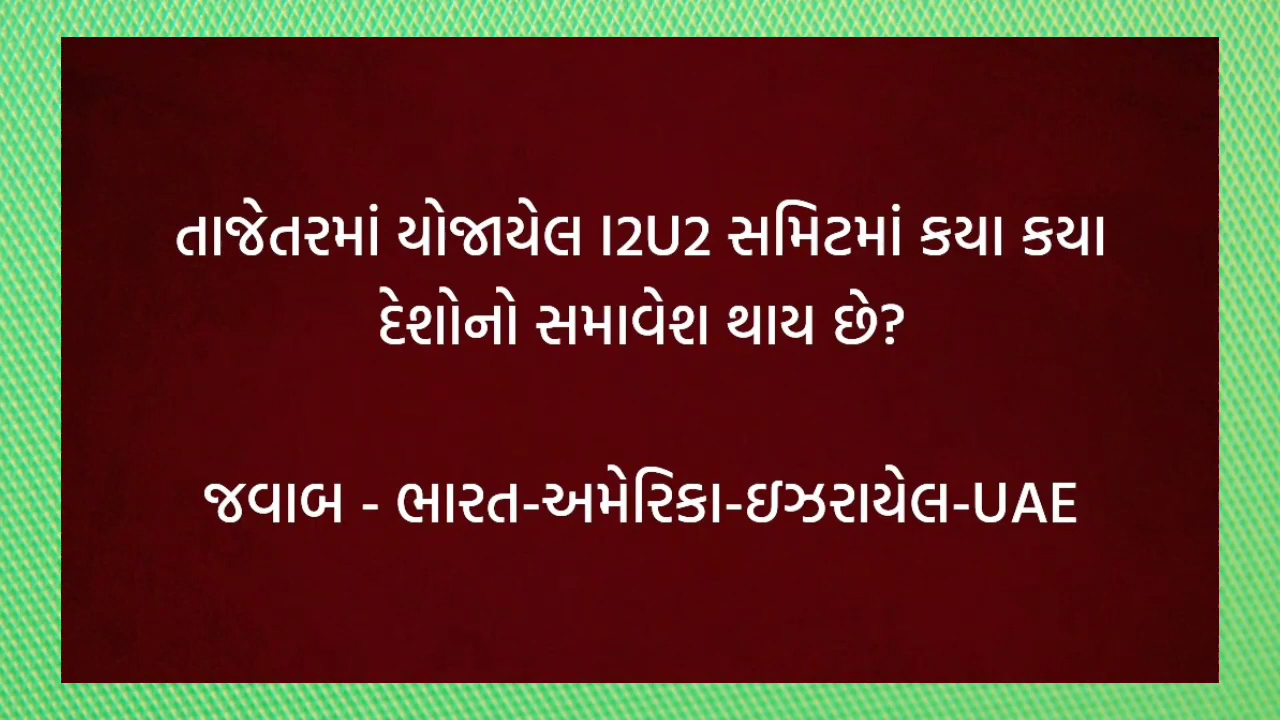 તાજેતરમાં યોજાયેલ I2U2 સમિટમાં કયા કયા
દેશોનો સમાવેશ થાય છે?
જવાબ - ભારત-અમેરિકા-ઇઝરાયેલ-UAE